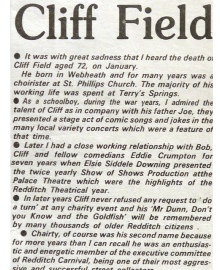 Cliff Field
● It was with great sadness that I heard the death of
Cliff Field aged 72, on January.
He born in Webheath and for many years was a
choirister at St. Phillips Church. The majority of his
working life was spent at Terry's Springs.
● As a schoolboy, during the war years, I admired the
talent of Cliff as in company with his father Joe, they
presented a stage act of comic songs and jokes in the
many local variety concerts which were a feature of
that time.
● Later I had a close working relationship with Bob,
Cliff and fellow comedians Eddie Crumpton for
seven years when Elsie Siddele Downing presented
the twice yearly Show of Shows Production atthe
Palace Theatre which were the highlights of the
Redditch Theatrical year.
● In later years Cliff never refused any request to 'do
a turn' at any charity event and his 'Mr Dunn, Don't
you Know and the Goldfish' will be remembered
by many thousands of older Redditch citizens
● Charity, of course was his second name because
for more years than I can recall he was an enthusias-
tic and energetic member of the executive committee
of Redditch Carnival, being one of their most aggres-
sive and successful street collectors